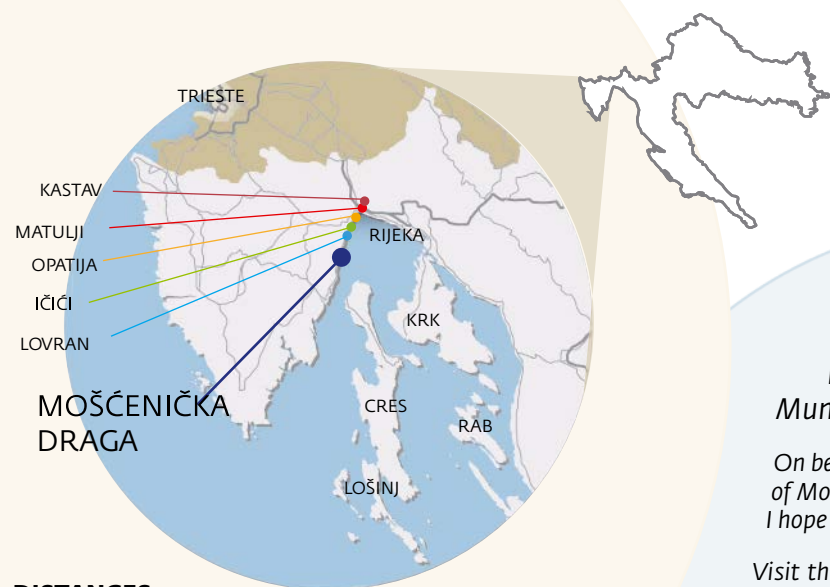 TRIESTE
KASTAV
MATULJI
OPATIJA
IČIĆI
LOVRAN
MOŠĆENIČKA
DRAGA
RIJEKA
KRK
CRES
RAB
LOŠINJ
DISTANCES
Mun
On be
of Mo
I hope
Visit th